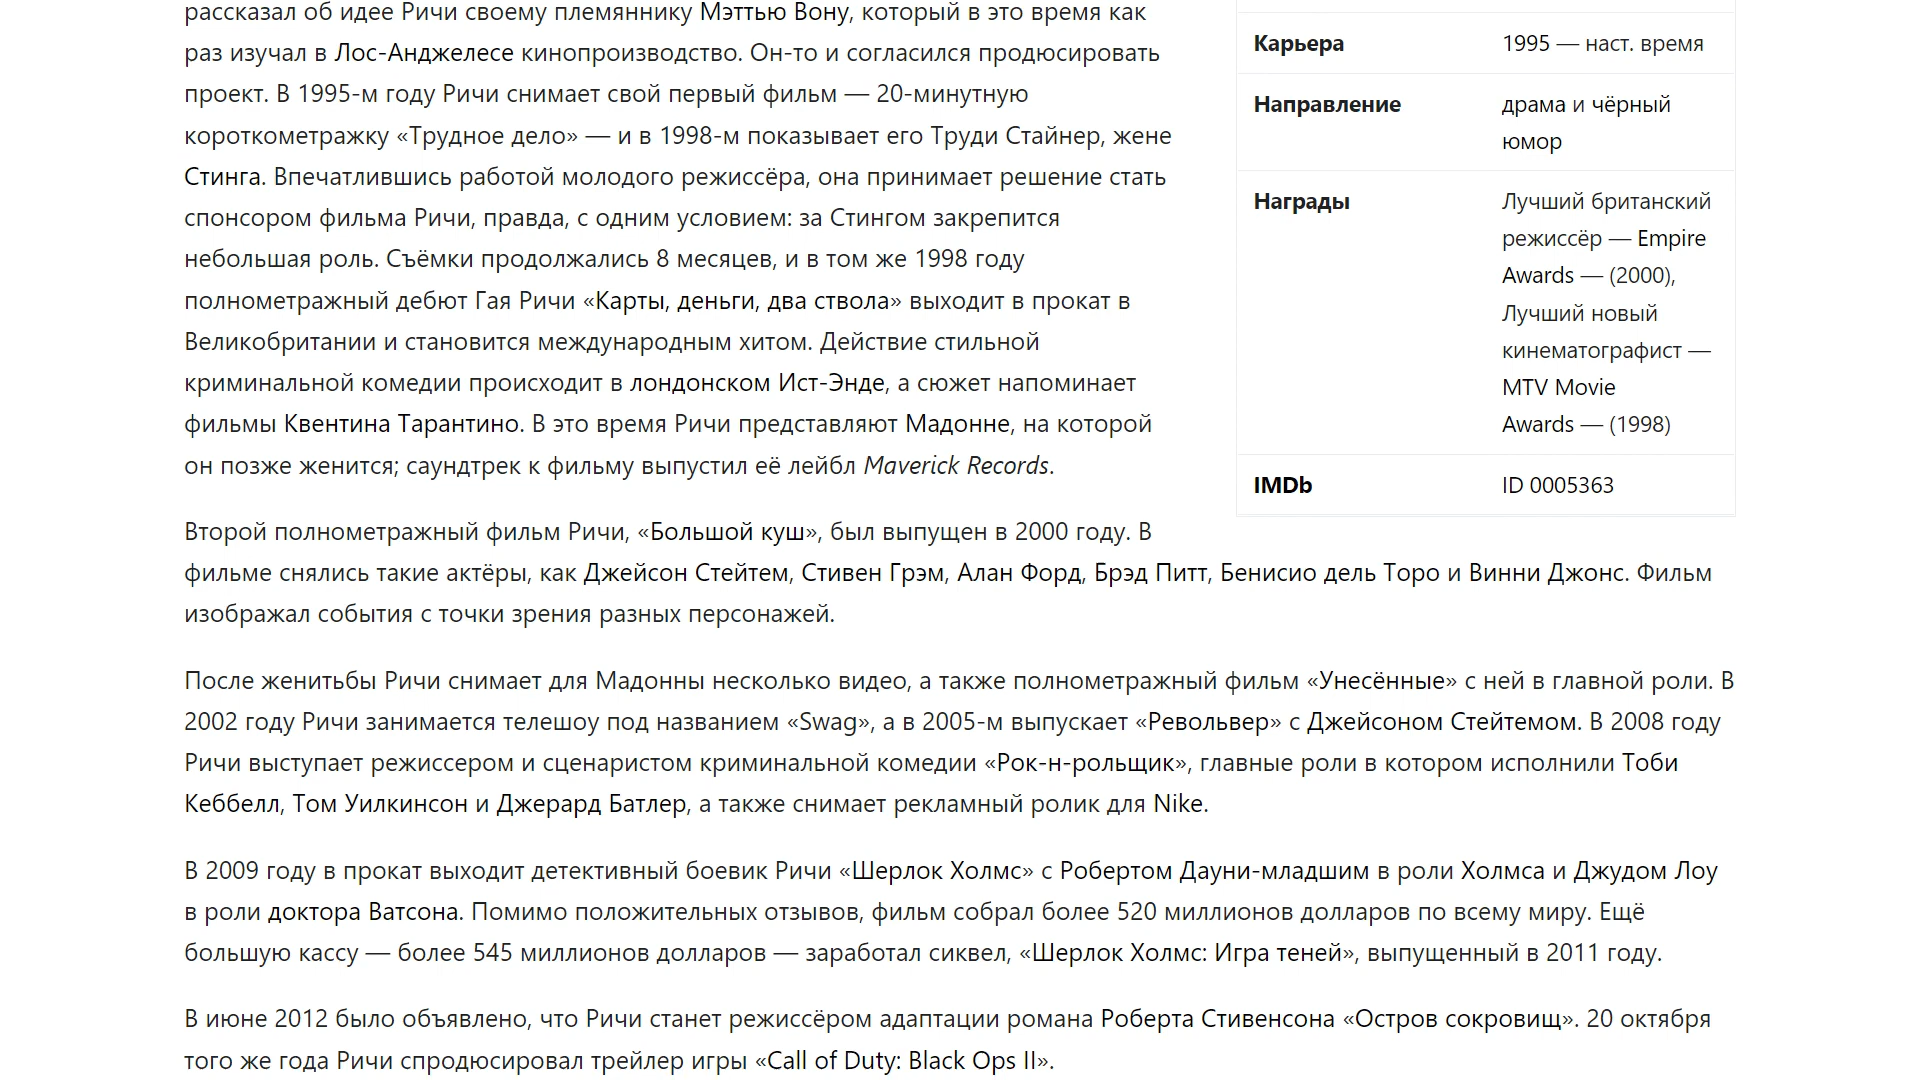 рассказал об идее Ричи своему племяннику Мэттью Вону, который в это время как
раз изучал в Лос-Анджелесе кинопроизводство. Он-то и согласился продюсировать
проект. В 1995-м году Ричи снимает свой первый фильм — 20-минутную
короткометражку «Трудное дело» — и в 1998-м показывает его Труди Стайнер, жене
Стинга. Впечатлившись работой молодого режиссёра, она принимает решение стать
спонсором фильма Ричи, правда, с одним условием: за Стингом закрепится
небольшая роль. Съёмки продолжались 8 месяцев, и в том же 1998 году
полнометражный дебют Гая Ричи «Карты, деньги, два ствола» выходит в прокат в
Великобритании и становится международным хитом. Действие стильной
криминальной комедии происходит в лондонском Ист-Энде, а сюжет напоминает
фильмы Квентина Тарантино. В это время Ричи представляют Мадонне, на которой
он позже женится; саундтрек к фильму выпустил её лейбл Maverick Records.
Карьера 1995 — наст. время
Направление драма и чёрный
юмор
Награды Лучший британский
режиссёр — Empire
Awards — (2000),
Лучший новый
кинематографист —
MTV Movie
Awards — (1998)
IMDb ID 0005363
Второй полнометражный фильм Ричи, «Большой куш», был выпущен в 2000 году. В
фильме снялись такие актёры, как Джейсон Стейтем, Стивен Грэм, Алан Форд, Брэд Питт, Бенисио дель Торо и Винни Джонс. Фильм
изображал события с точки зрения разных персонажей.
После женитьбы Ричи снимает для Мадонны несколько видео, а также полнометражный фильм «Унесённые» с ней в главной роли. В
2002 году Ричи занимается телешоу под названием «Swag», а в 2005-м выпускает «Револьвер» с Джейсоном Стейтемом. В 2008 году
Ричи выступает режиссером и сценаристом криминальной комедии «Рок-н-рольщик», главные роли в котором исполнили Тоби
Кеббелл, Том Уилкинсон и Джерард Батлер, а также снимает рекламный ролик для Nike.
В 2009 году в прокат выходит детективный боевик Ричи «Шерлок Холмс» с Робертом Дауни-младшим в роли Холмса и Джудом Лоу
в роли доктора Ватсона. Помимо положительных отзывов, фильм собрал более 520 миллионов долларов по всему миру. Ещё
большую кассу — более 545 миллионов долларов — заработал сиквел, «Шерлок Холмс: Игра теней», выпущенный в 2011 году.
В июне 2012 было объявлено, что Ричи станет режиссёром адаптации романа Роберта Стивенсона «Остров сокровищ». 20 октября
того же года Ричи спродюсировал трейлер игры «Call of Duty: Black Ops II».